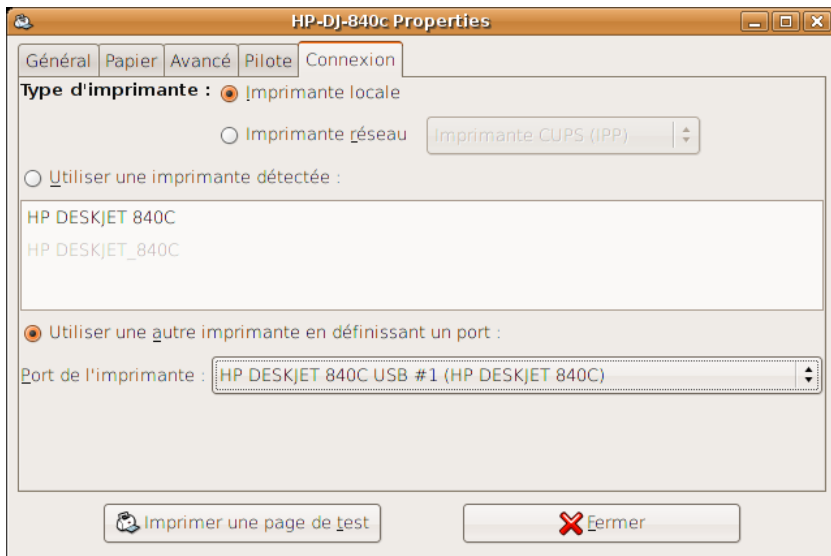 HP-DJ-840c Properties
Général Papier Avancé Pilote Connexion
Type d'imprimante : Imprimante locale
Imprimante réseau Imprimante CUPS (IPP)
Utiliser une imprimante détectée :
HP DESKJET 840C
HP DESKJET_840C
Utiliser une autre imprimante en définissant un port :
Port de l'imprimante : HP DESKJET 840C USB #1 (HP DESKJET 840C)
Imprimer une page de test Fermer